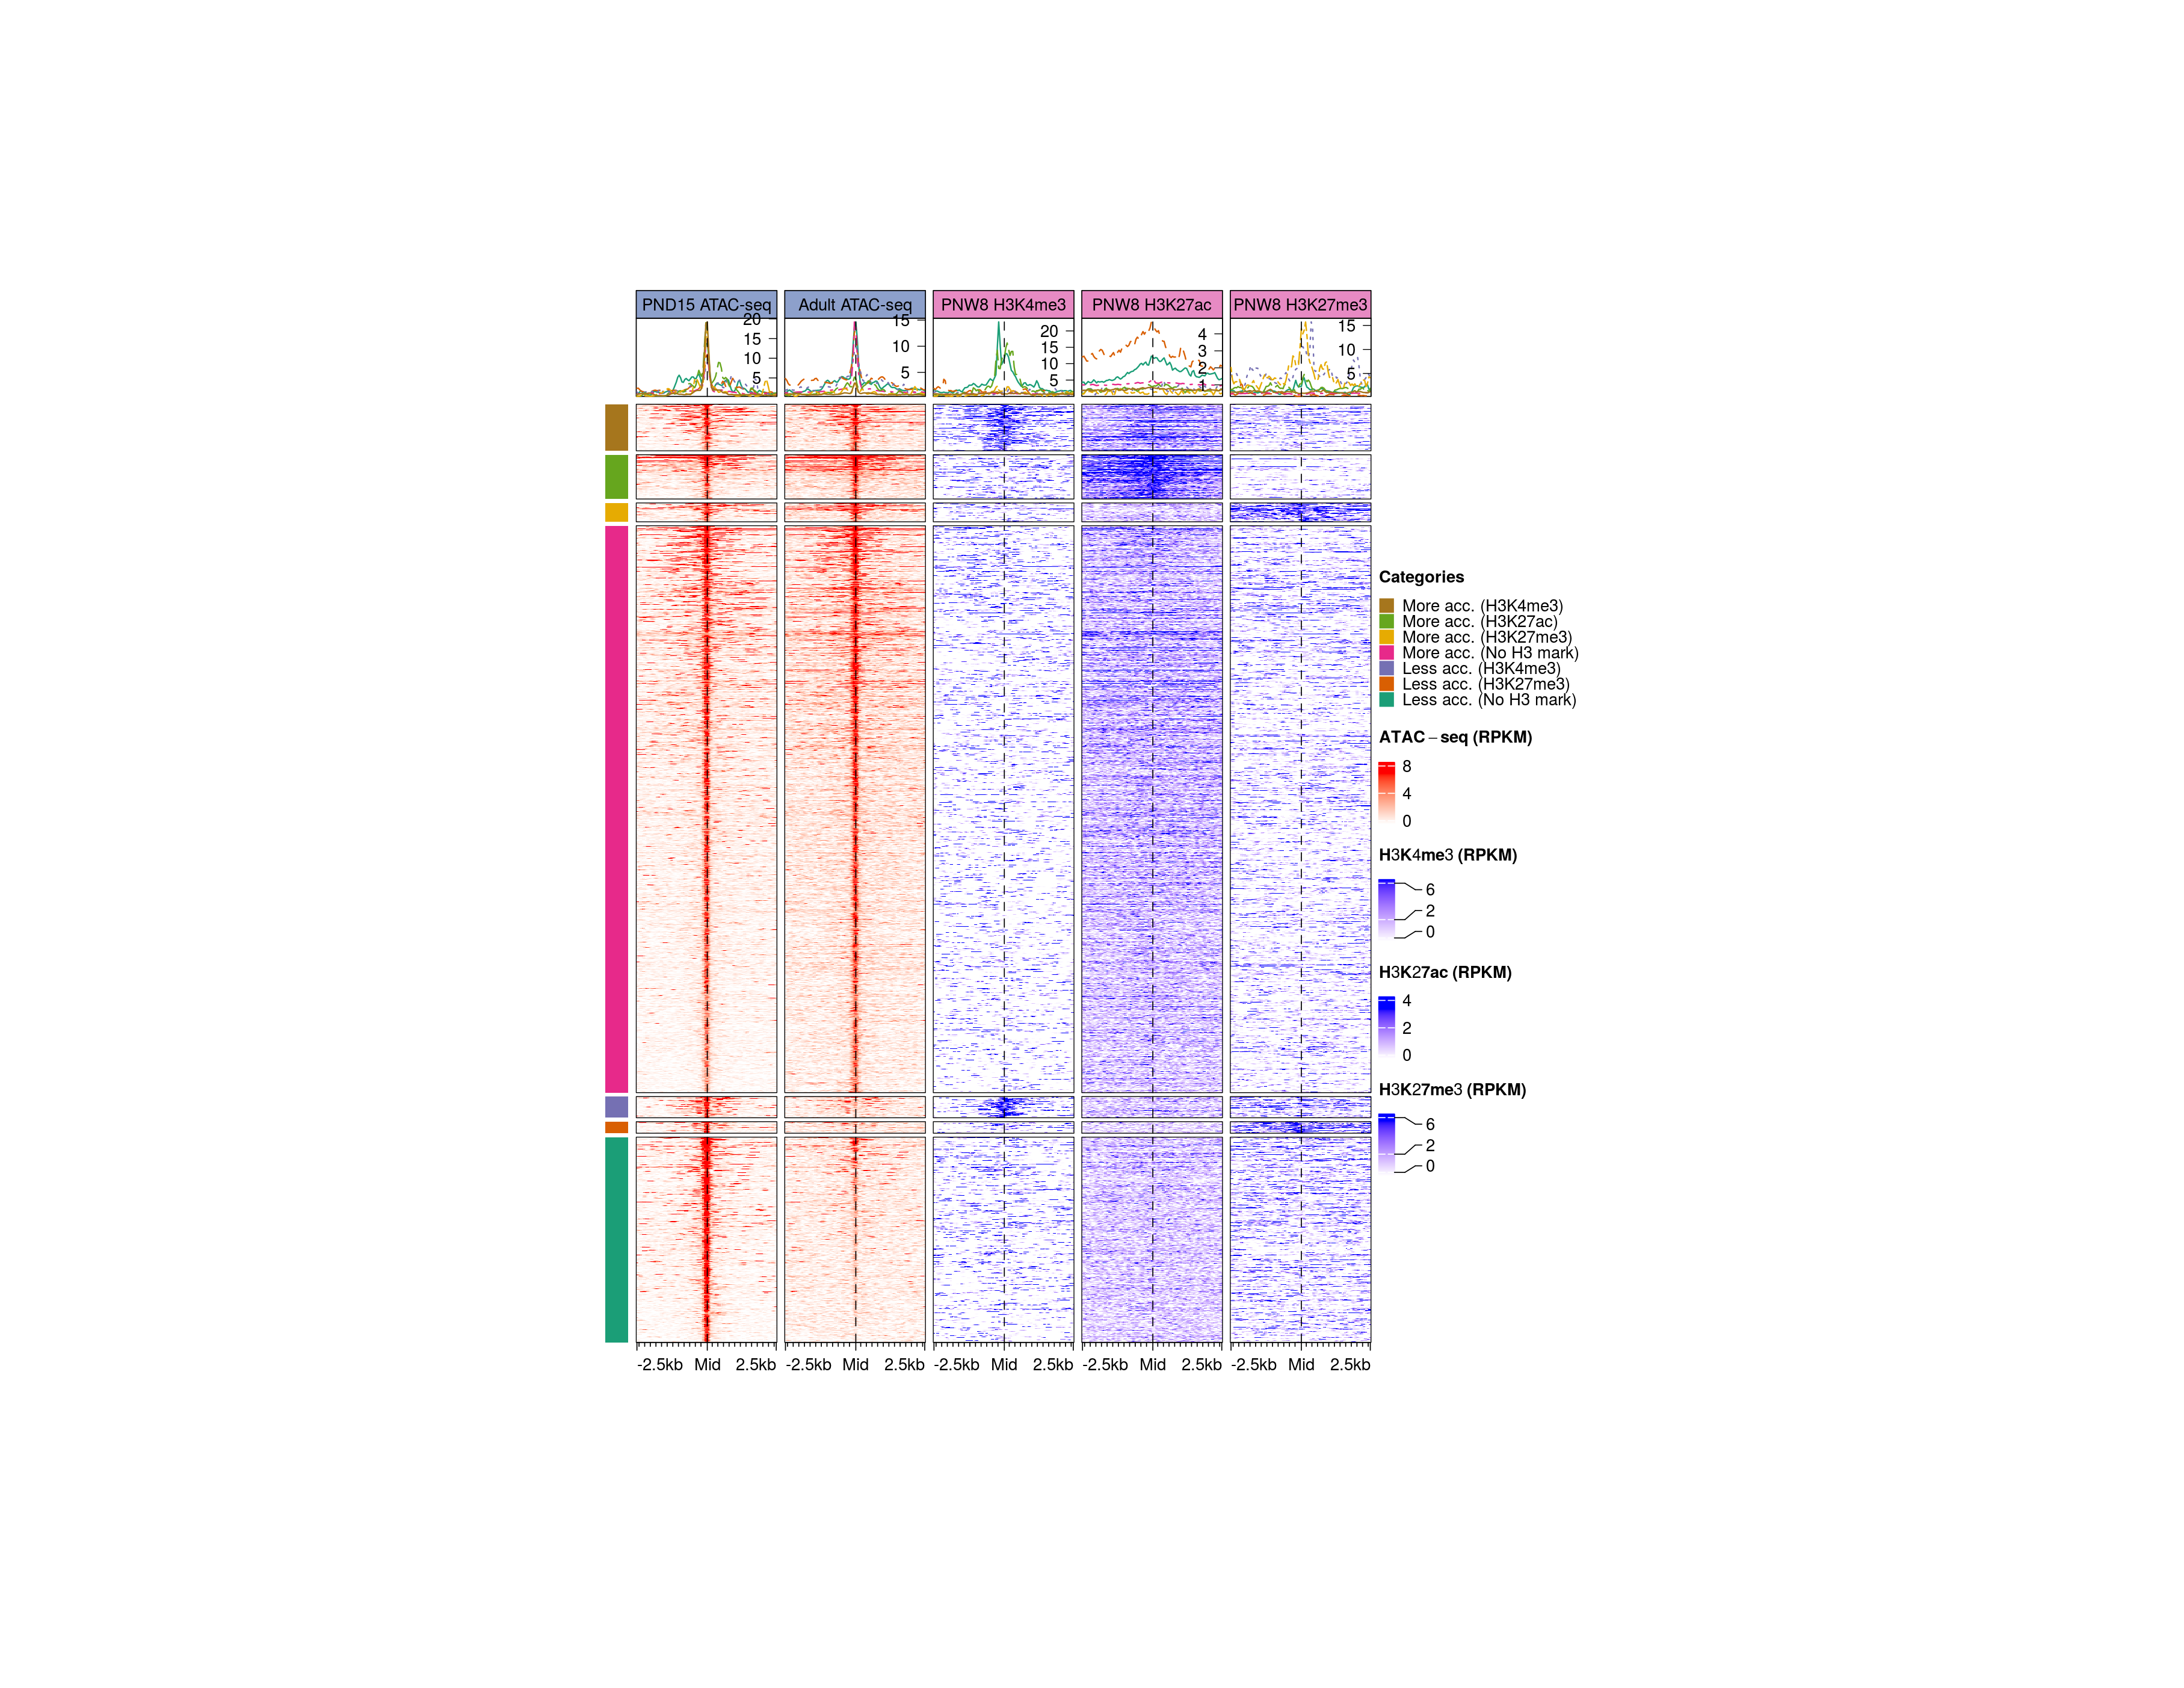 PND15 ATAC-seq
Adult ATAC-seq
PNW8 H3K4me3
PNW8 H3K27ac
PNW8 H3K27me3
20
15
10
5
15
10
5
20
15
10
5
4
3
2
1
15
10
5
Categories
More acc. (H3K4me3)
More acc. (H3K27ac)
More acc. (H3K27me3)
More acc. (No H3 mark)
Less acc. (H3K4me3)
Less acc. (H3K27me3)
Less acc. (No H3 mark)
ATAC–seq (RPKM)
8
4
0
H3K4me3 (RPKM)
6
2
0
H3K27ac (RPKM)
4
2
0
H3K27me3 (RPKM)
6
2
0
-2.5kb Mid 2.5kb
-2.5kb Mid 2.5kb
-2.5kb Mid 2.5kb
-2.5kb Mid 2.5kb
-2.5kb Mid 2.5kb